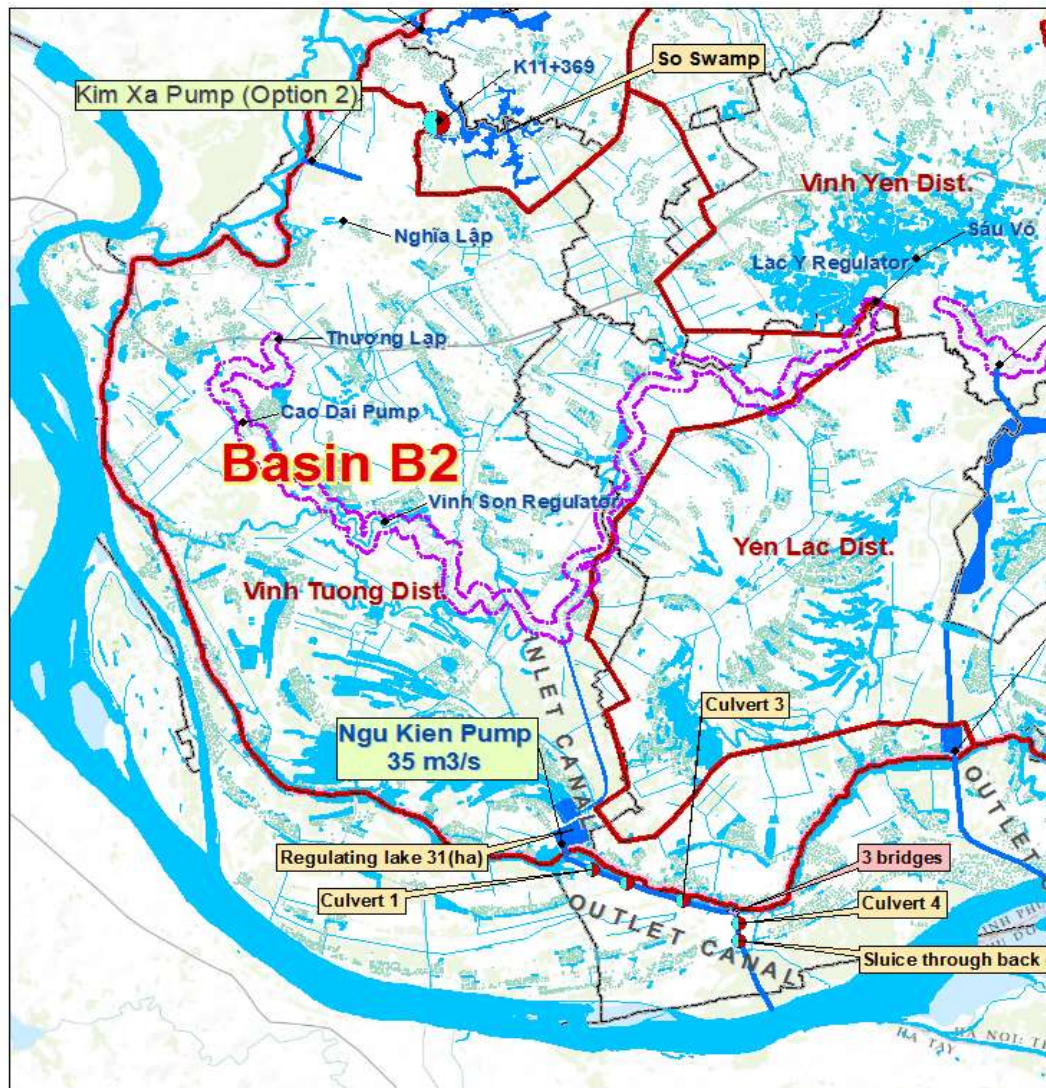 K11+369
So Swamp
Kim Xa Pump (Option 2)
Vinh Yen Dist.
Nghĩa Lập
Sáu Vó
Lac Y Regulator
Thượng Lạp
Cao Dai Pump
Basin B2
Vinh Son Regulator
Yen Lac Dist.
Vinh Tuong Dist.
INLET CANAL
Culvert 3
Ngu Kien Pump
35 m3/s
OUTLET
Regulating lake 31(ha)
3 bridges
Culvert 1
Culvert 4
OUTLET CANAL
Sluice through back
HA NOI:
HA TAY